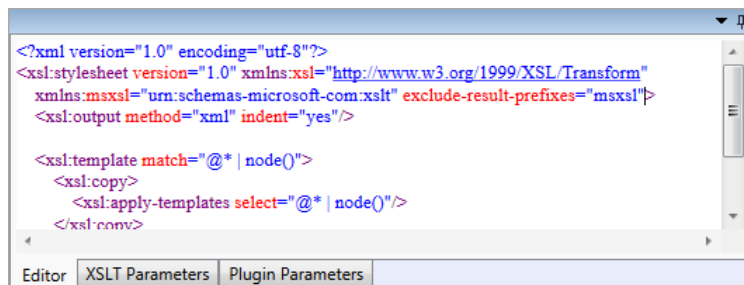 <?xml version="1.0" encoding="utf-8"?>
<xsl:stylesheet version="1.0" xmlns:xsl="http://www.w3.org/1999/XSL/Transform"
xmlns:msxsl="urn:schemas-microsoft-com:xslt" exclude-result-prefixes="msxsl">
<xsl:output method="xml" indent="yes"/>
<xsl:template match="@* | node()">
<xsl:copy>
<xsl:apply-templates select="@* | node()"/>
</xsl:copy>
Editor XSLT Parameters Plugin Parameters